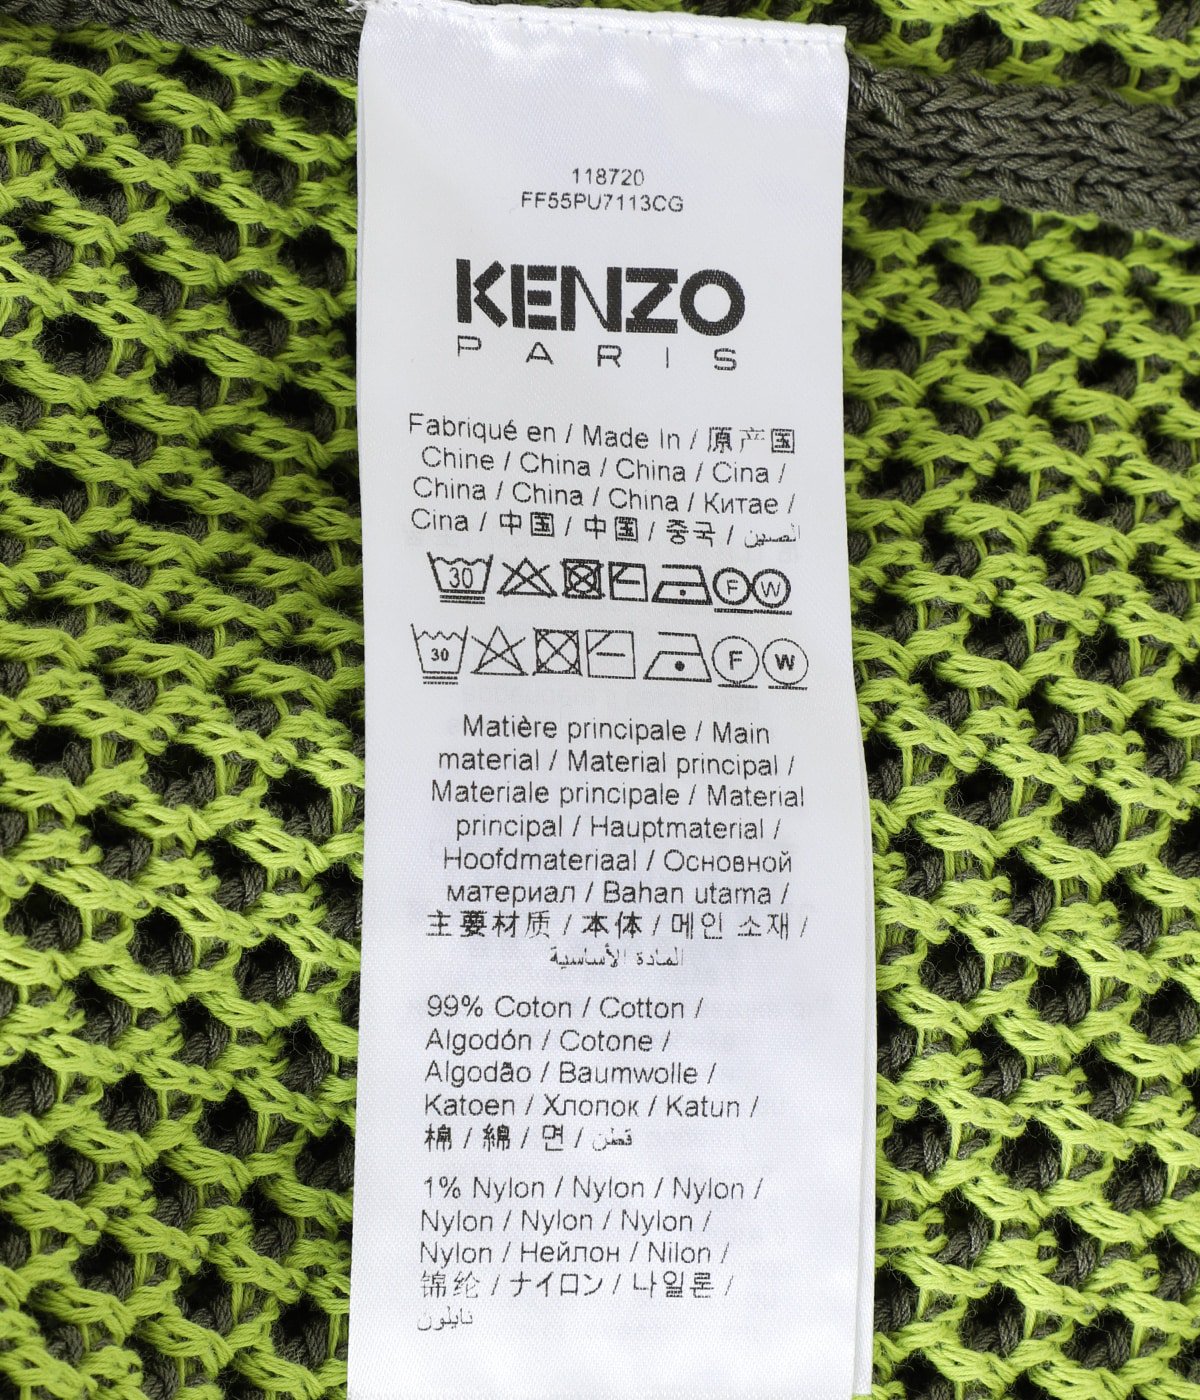 118720
FF55PU7113CG
KENZO
PARIS
Fabriqué en / Made In / 原产国
Chine / China / China / Cina /
China / China / China / Китае /
Cina / 中国 / 中国 / 중국 / الصين
30 F W
30 F W
Matière principale / Main
material / Material principal /
Materiale principale / Material
principal / Hauptmaterial /
Hoofdmateriaal / Основной
материал / Bahan utama /
主要材质 / 本体 / 메인 소재 /
المادة الأساسية
99% Coton / Cotton /
Algodón / Cotone /
Algodão / Baumwolle /
Katoen / Хлопок / Katun /
棉 / 綿 / 면 / قطن
1% Nylon / Nylon / Nylon /
Nylon / Nylon / Nylon /
Nylon / Нейлон / Nilon /
锦纶 / ナイロン / 나일론 /
نايلون